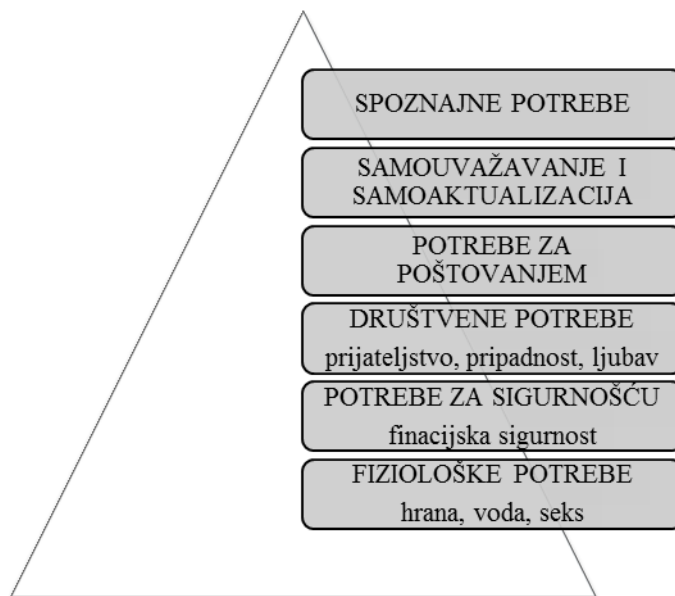 SPOZNAJNE POTREBE
SAMOUVAŽAVANJE I
SAMOAKTUALIZACIJA
POTREBE ZA
POŠTOVANJEM
DRUŠTVENE POTREBE
prijateljstvo, pripadnost, ljubav
POTREBE ZA SIGURNOŠĆU
finacijska sigurnost
FIZIOLOŠKE POTREBE
hrana, voda, seks